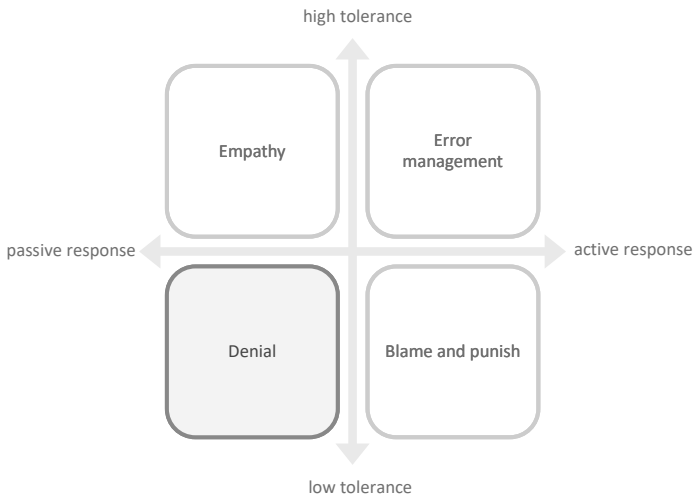 high tolerance
Empathy
Error
management
passive response
active response
Denial
Blame and punish
low tolerance